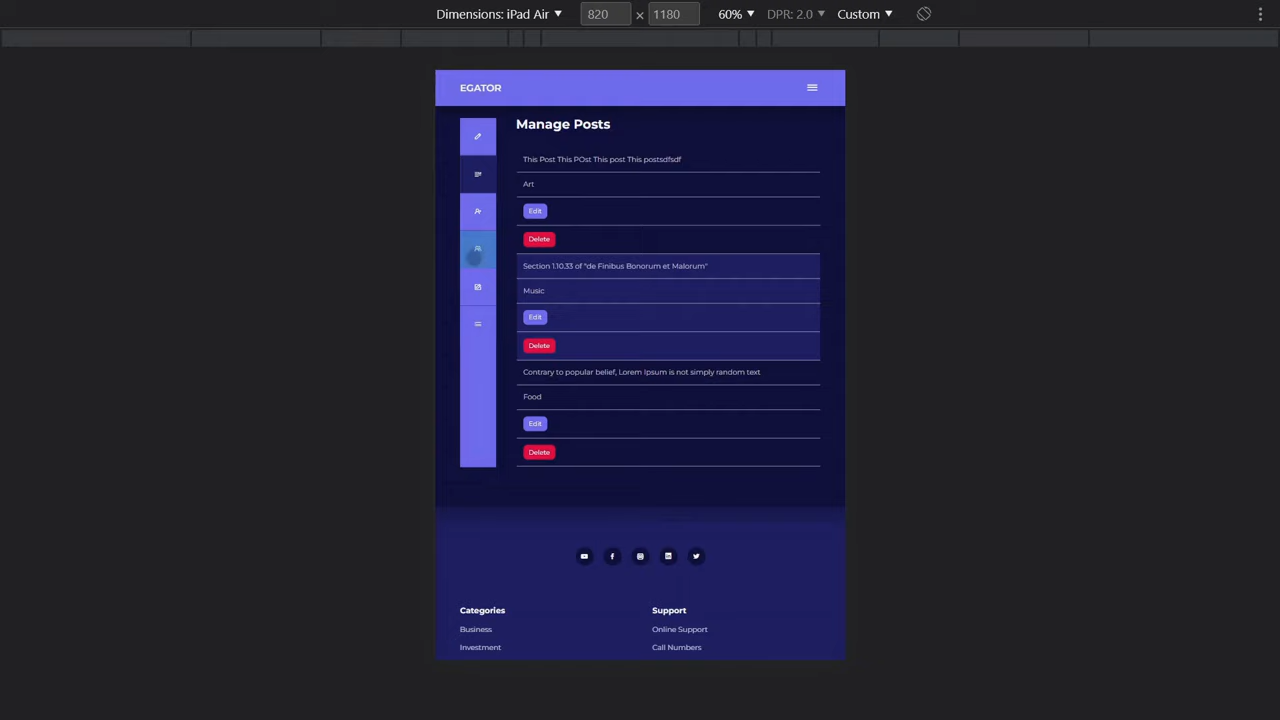 Dimensions: iPad Air 820 × 1180 60% DPR: 2.0 Custom
EGATOR
Manage Posts
This Post This POst This post This postsdfsdf
Art
Edit
Delete
Section 1.10.33 of "de Finibus Bonorum et Malorum"
Music
Edit
Delete
Contrary to popular belief, Lorem Ipsum is not simply random text
Food
Edit
Delete
Categories
Support
Business
Online Support
Investment
Call Numbers